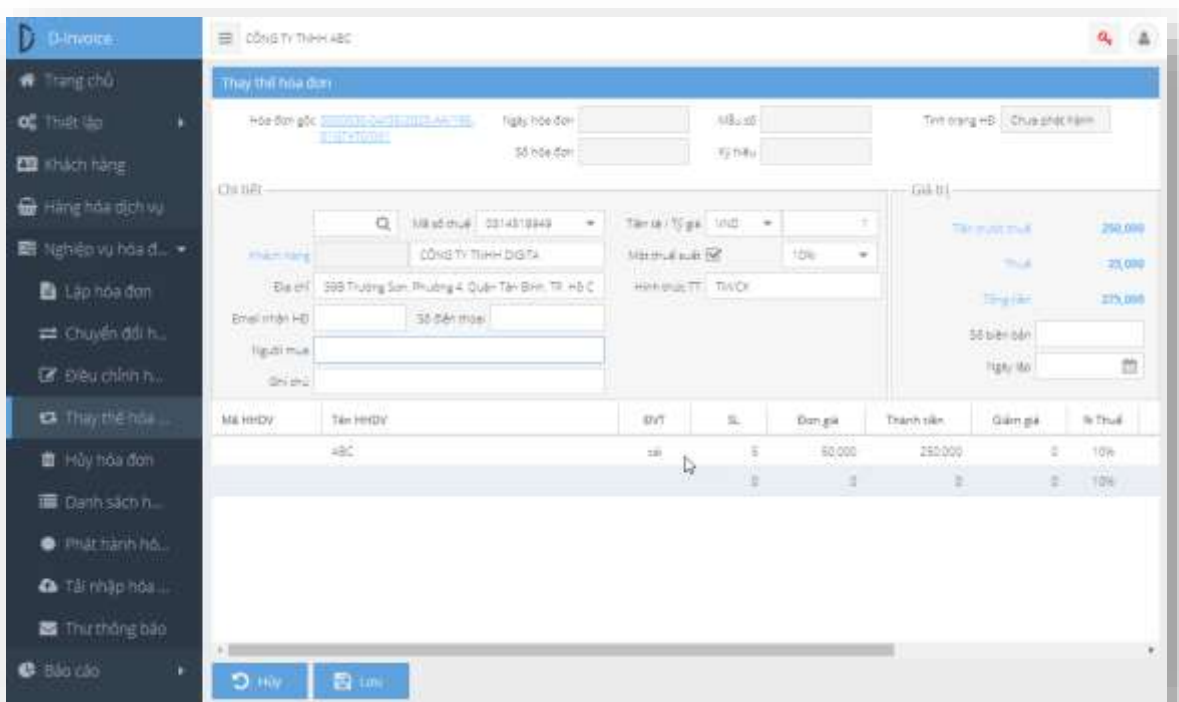 D-Invoice
CÔNG TY TNHH ABC
Trang chủ
Thiết lập
Khách hàng
Hàng hóa dịch vụ
Nghiệp vụ hóa đ...
Lập hóa đơn
Chuyển đổi h...
Điều chỉnh h...
Thay thế hóa ...
Hủy hóa đơn
Danh sách h...
Phát hành hó...
Tải nhập hóa ...
Thư thông báo
Báo cáo
Thay thế hóa đơn
Hóa đơn gốc
Ngày hóa đơn
Mẫu số
Tình trạng HĐ Chưa phát hành
Số hóa đơn
Ký hiệu
Chi tiết
Giá trị
Mã số thuế
Tiền tệ / Tỷ giá VND 1
Tiền trước thuế 250,000
Khách hàng CÔNG TY TNHH DIGITA
Một thuế suất 10%
Thuế 25,000
Địa chỉ 59B Trường Sơn, Phường 4, Quận Tân Bình, TP. Hồ C
Hình thức TT TM/CK
Tổng tiền 275,000
Email nhận HĐ
Số điện thoại
Số biên bản
Người mua
Ngày lập
Ghi chú
Mã HHDV Tên HHDV ĐVT SL Đơn giá Thành tiền Giảm giá % Thuế
ABC cái 5 50,000 250,000 0 10%
0 0 0 0 10%
Hủy
Lưu